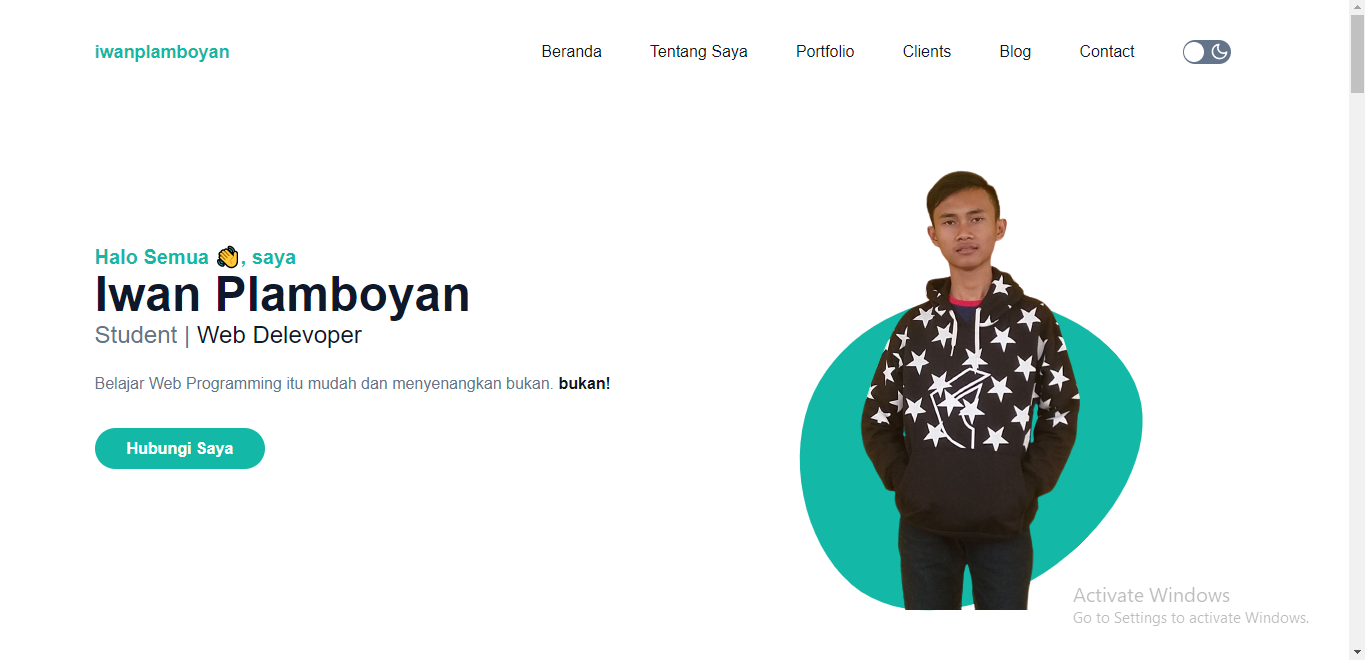 iwanplamboyan
Beranda Tentang Saya Portfolio Clients Blog Contact
Halo Semua 👋, saya
Iwan Plamboyan
Student | Web Delevoper
Belajar Web Programming itu mudah dan menyenangkan bukan. bukan!
Hubungi Saya
Activate Windows
Go to Settings to activate Windows.